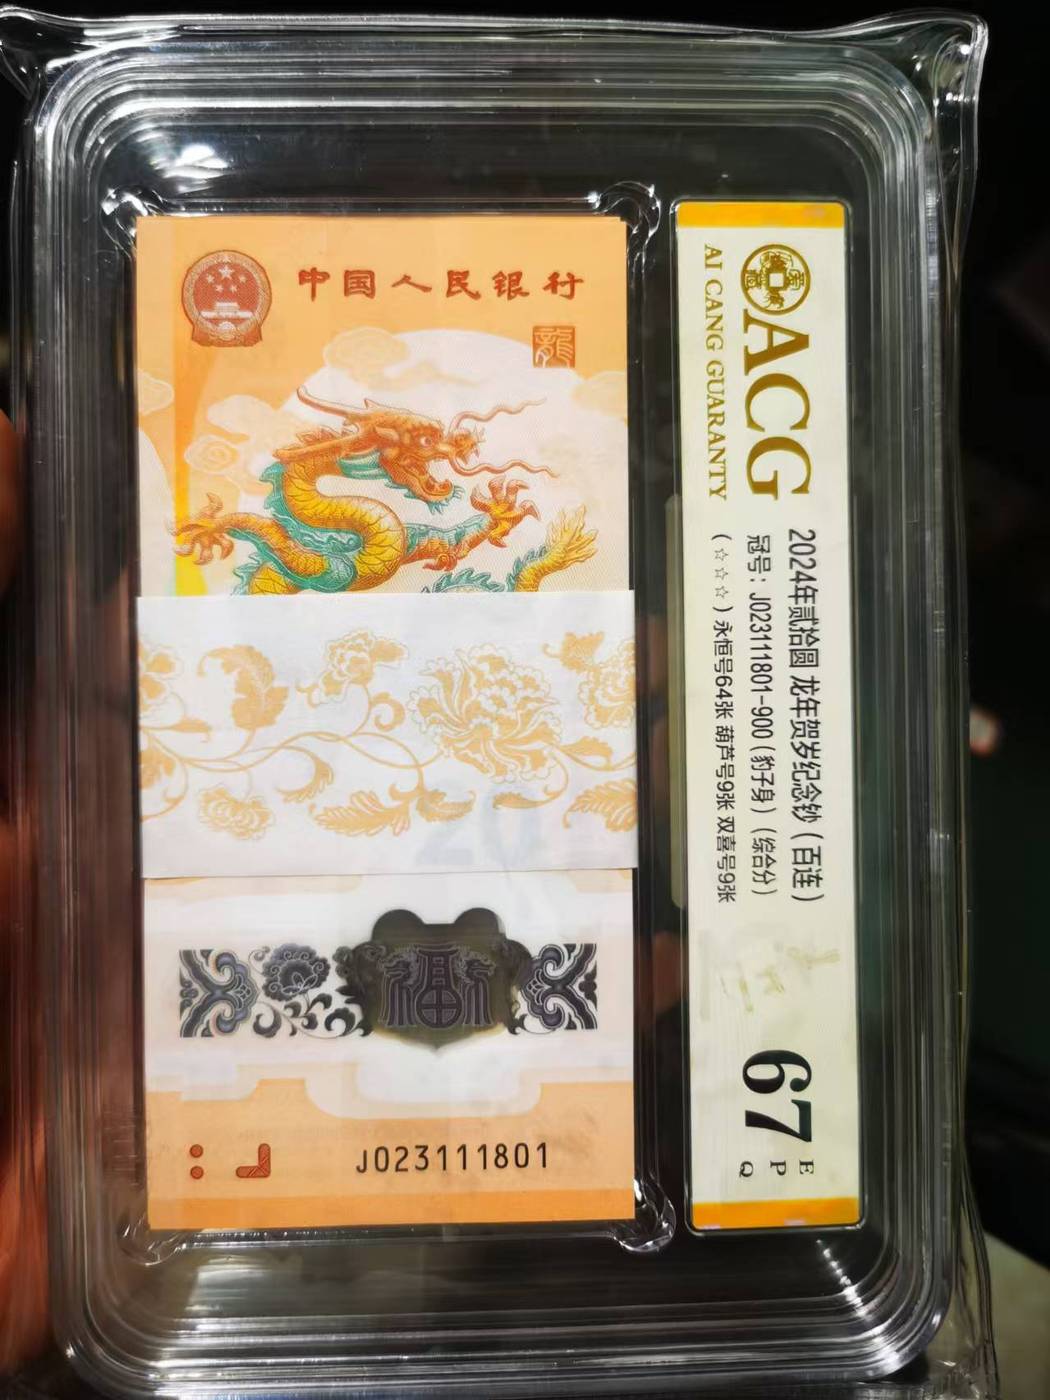 中国人民银行
龍
福
J023111801
ACG
AI CANG GUARANTY
2024年贰拾圆 龙年贺岁纪念钞(百连)
冠号:J023111801-900(豹子身)(综合分)
(☆☆☆)永恒号64张 葫芦号9张 双喜号9张
67
EPQ